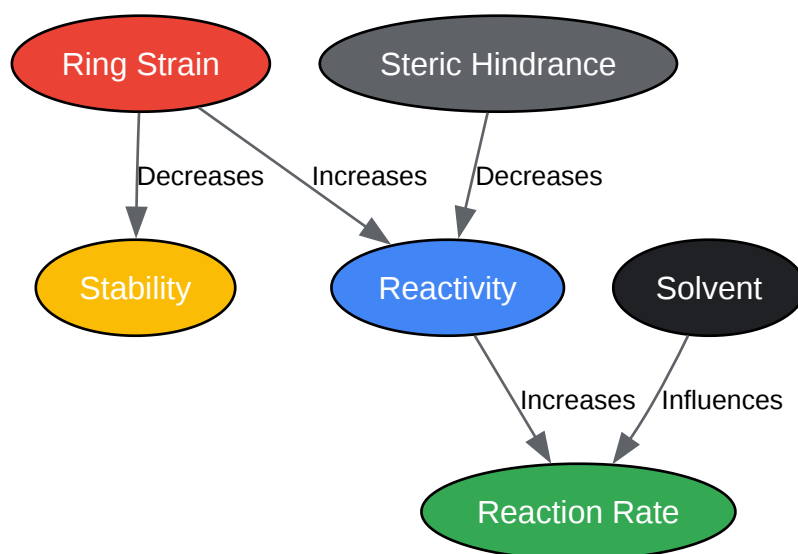 Ring Strain
Steric Hindrance
Decreases
Increases
Decreases
Stability
Reactivity
Solvent
Increases
Influences
Reaction Rate